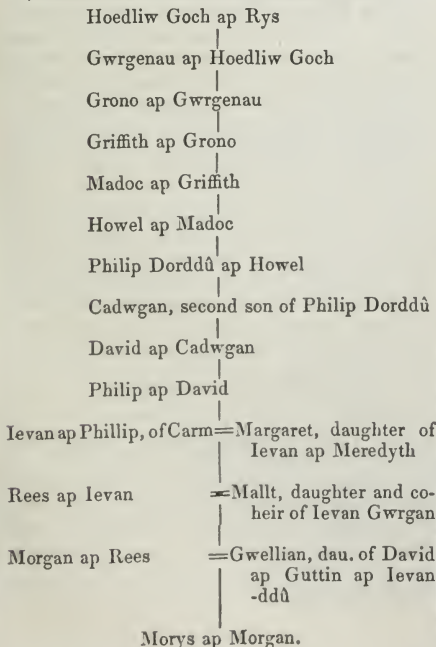 Hoedliw Goch ap Rys
Gwrgenau ap Hoedliw Goch
Grono ap Gwrgenau
Griffith ap Grono
Madoc ap Griffith
Howel ap Madoc
Philip Dorddû ap Howel
Cadwgan, second son of Philip Dorddû
David ap Cadwgan
Philip ap David
Ievan ap Phillip, of Carm=Margaret, daughter of
Ievan ap Meredyth
Rees ap Ievan =Mallt, daughter and co-
heir of Ievan Gwrgan
Morgan ap Rees =Gwellian, dau. of David
ap Guttin ap Ievan
-ddû
Morys ap Morgan.